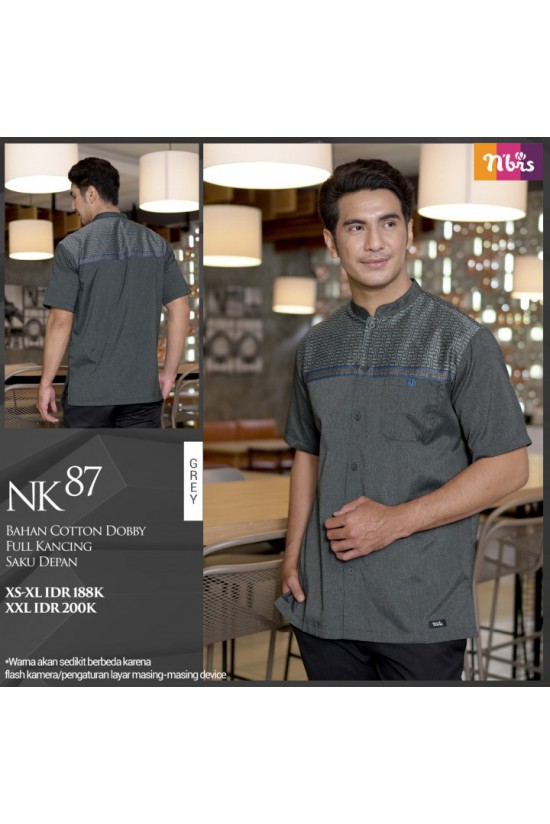 N'brs
NK 87
GREY
BAHAN COTTON DOBBY
FULL KANCING
SAKU DEPAN
XS-XL IDR 188K
XXL IDR 200K
*Warna akan sedikit berbeda karena
flash kamera/pengaturan layar masing-masing device